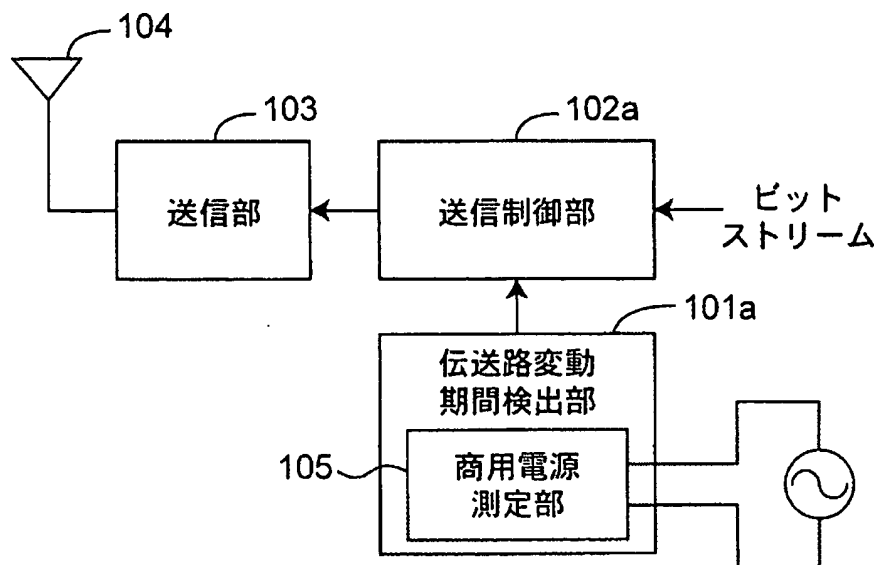 104
103
102a
送信部
送信制御部
ビット
ストリーム
101a
伝送路変動
期間検出部
105
商用電源
測定部